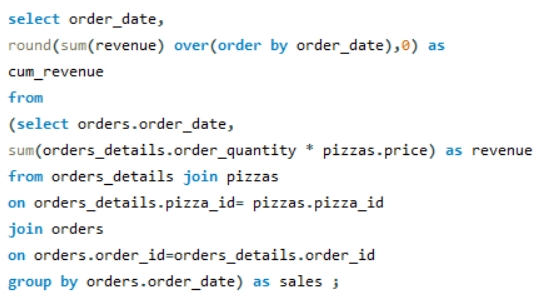 select order_date,
round(sum(revenue) over(order by order_date),0) as
cum_revenue
from
(select orders.order_date,
sum(orders_details.order_quantity * pizzas.price) as revenue
from orders_details join pizzas
on orders_details.pizza_id= pizzas.pizza_id
join orders
on orders.order_id=orders_details.order_id
group by orders.order_date) as sales ;